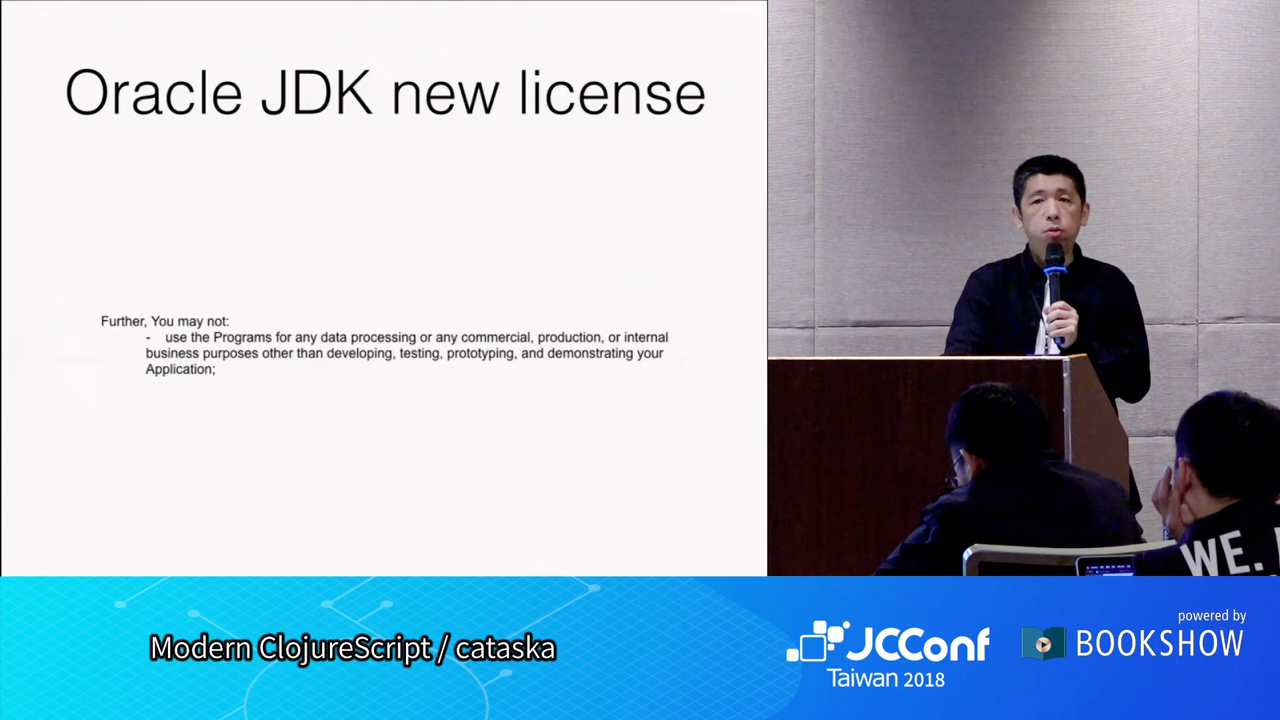 Oracle JDK new license
Further, You may not:
- use the Programs for any data processing or any commercial, production, or internal
business purposes other than developing, testing, prototyping, and demonstrating your
Application;
WE.
Modern ClojureScript / cataska
JCConf
Taiwan 2018
powered by
BOOKSHOW